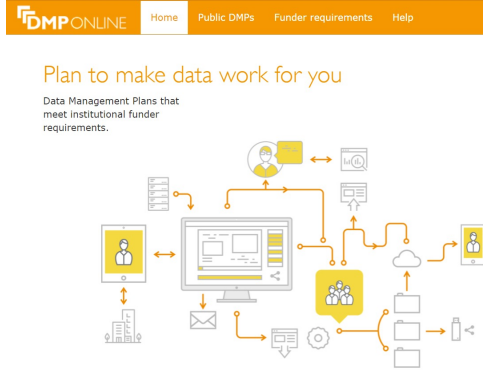 DMPONLINE
Home Public DMPs Funder requirements Help
Plan to make data work for you
Data Management Plans that
meet institutional funder
requirements.